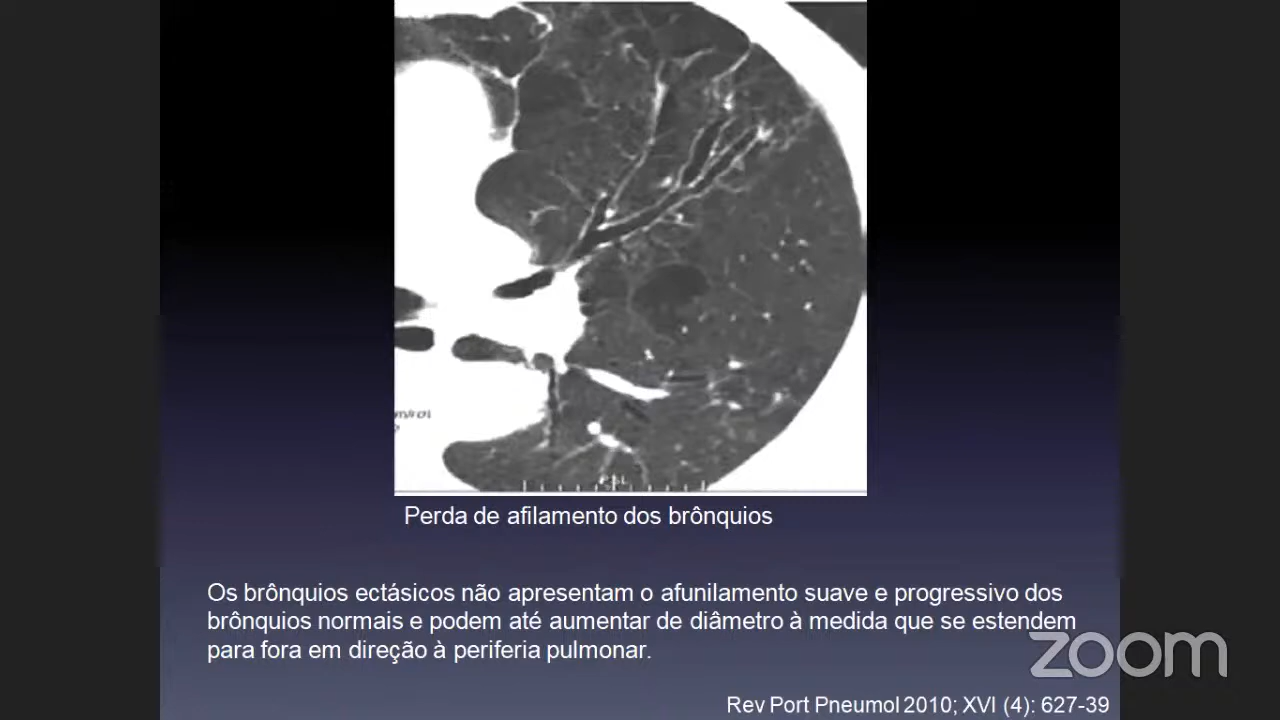 Perda de afilamento dos brônquios
Os brônquios ectásicos não apresentam o afunilamento suave e progressivo dos
brônquios normais e podem até aumentar de diâmetro à medida que se estendem
para fora em direção à periferia pulmonar.
zoom
Rev Port Pneumol 2010; XVI (4): 627-39